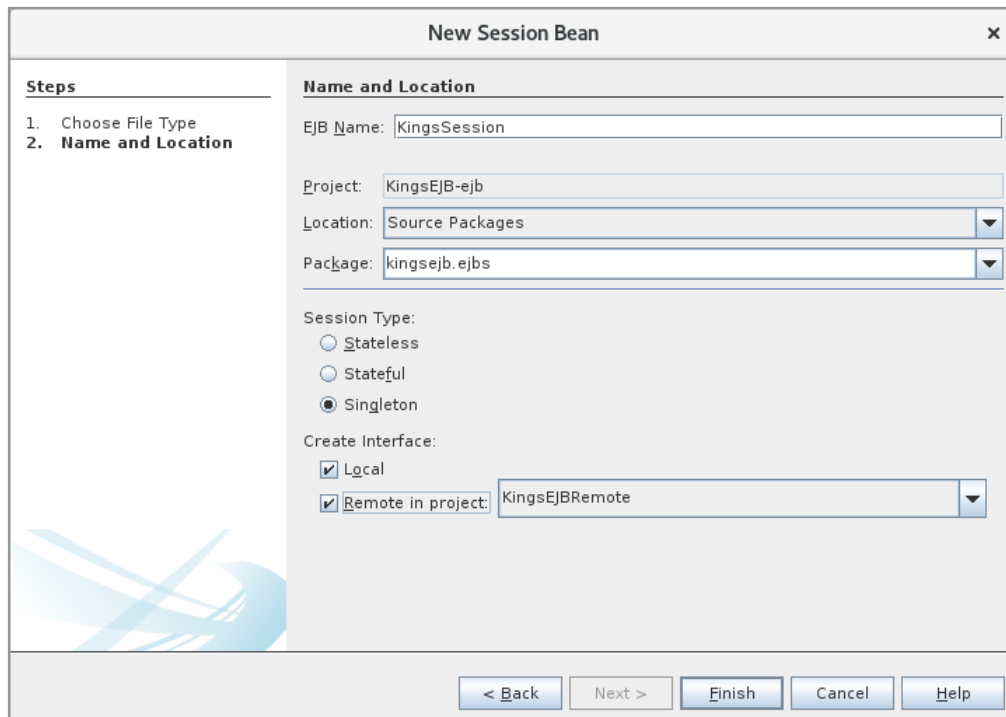 New Session Bean
Steps
1. Choose File Type
2. Name and Location
Name and Location
EJB Name: KingsSession
Project: KingsEJB-ejb
Location: Source Packages
Package: kingsejb.ejbs
Session Type:
Stateless
Stateful
Singleton
Create Interface:
Local
Remote in project: KingsEJBRemote
< Back Next > Finish Cancel Help